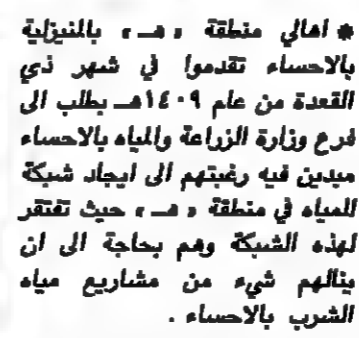 * اهالي منطقة « هـ » بالمنيزلية
بالاحساء تقدموا في شهر ذي
القعدة من عام ١٤٠٩هـ بطلب الى
فرع وزارة الزراعة والمياه بالاحساء
مبدين فيه رغبتهم الى ايجاد شبكة
للمياه في منطقة « هـ » حيث تفتقر
لهذه الشبكة وهم بحاجة الى ان
ينالهم شيء من مشاريع مياه
الشرب بالاحساء .